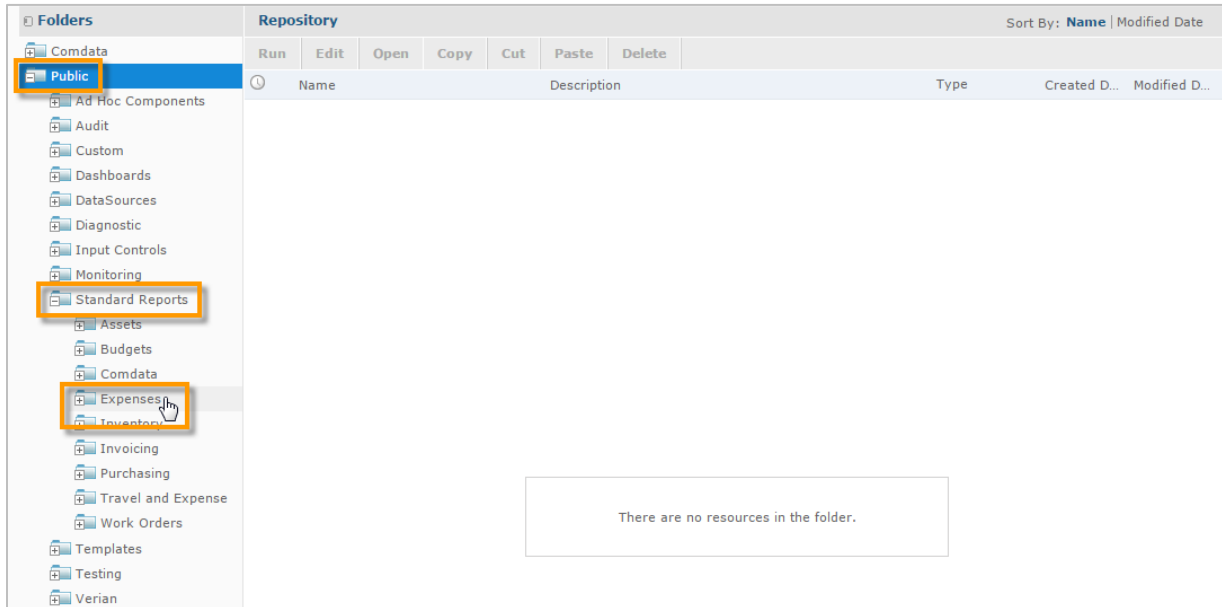 Folders
Comdata
Public
Ad Hoc Components
Audit
Custom
Dashboards
DataSources
Diagnostic
Input Controls
Monitoring
Standard Reports
Assets
Budgets
Comdata
Expenses
Inventory
Invoicing
Purchasing
Travel and Expense
Work Orders
Templates
Testing
Verian
Repository
Sort By: Name | Modified Date
Run Edit Open Copy Cut Paste Delete
Name Description Type Created D... Modified D...
There are no resources in the folder.